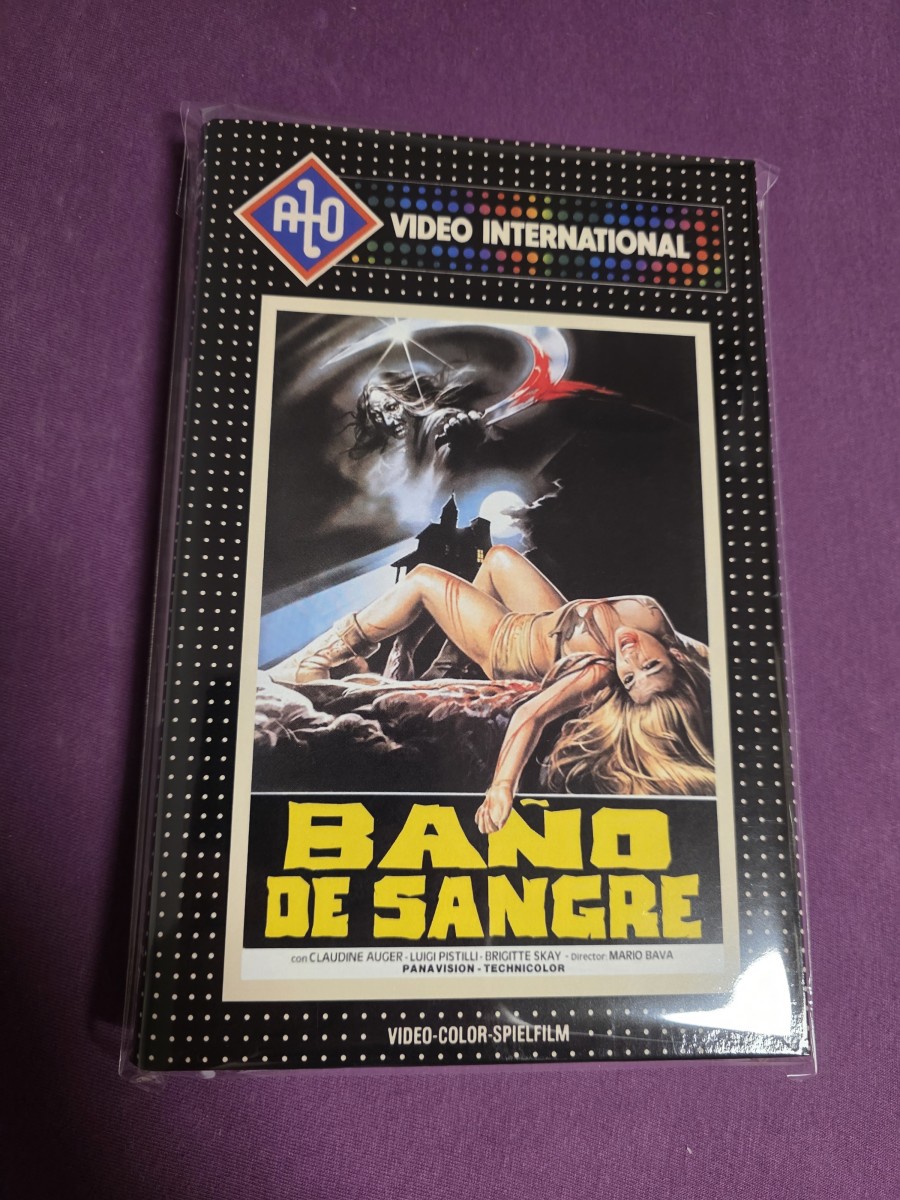 ATO
VIDEO INTERNATIONAL
BAÑO
DE SANGRE
con CLAUDINE AUGER - LUIGI PISTILLI - BRIGITTE SKAY - Director: MARIO BAVA
PANAVISION - TECHNICOLOR
VIDEO-COLOR-SPIELFILM